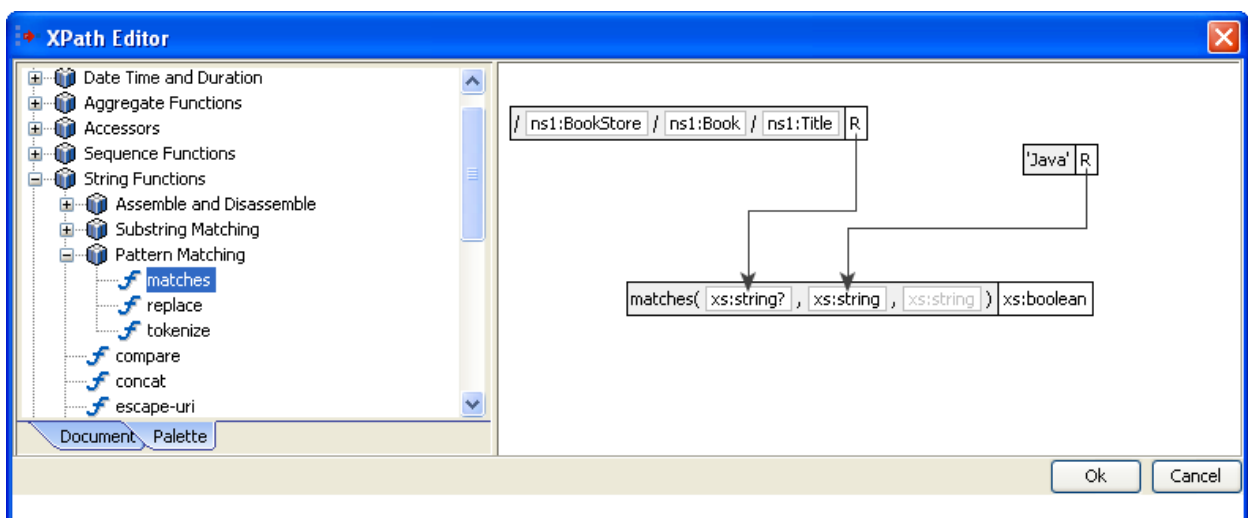 XPath Editor
Date Time and Duration
Aggregate Functions
Accessors
Sequence Functions
String Functions
Assemble and Disassemble
Substring Matching
Pattern Matching
matches
replace
tokenize
compare
concat
escape-uri
Document Palette
/ ns1:BookStore / ns1:Book / ns1:Title R
'Java' R
matches( xs:string? , xs:string , xs:string ) xs:boolean
Ok Cancel